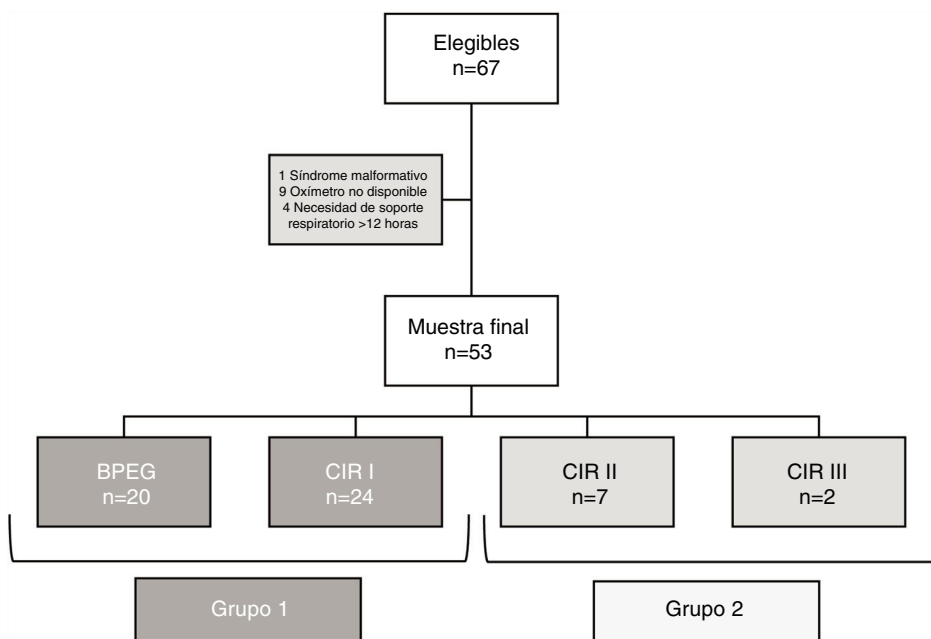 Elegibles
n=67
1 Síndrome malformativo
9 Oxímetro no disponible
4 Necesidad de soporte
respiratorio >12 horas
Muestra final
n=53
BPEG
n=20
CIR I
n=24
CIR II
n=7
CIR III
n=2
Grupo 1
Grupo 2